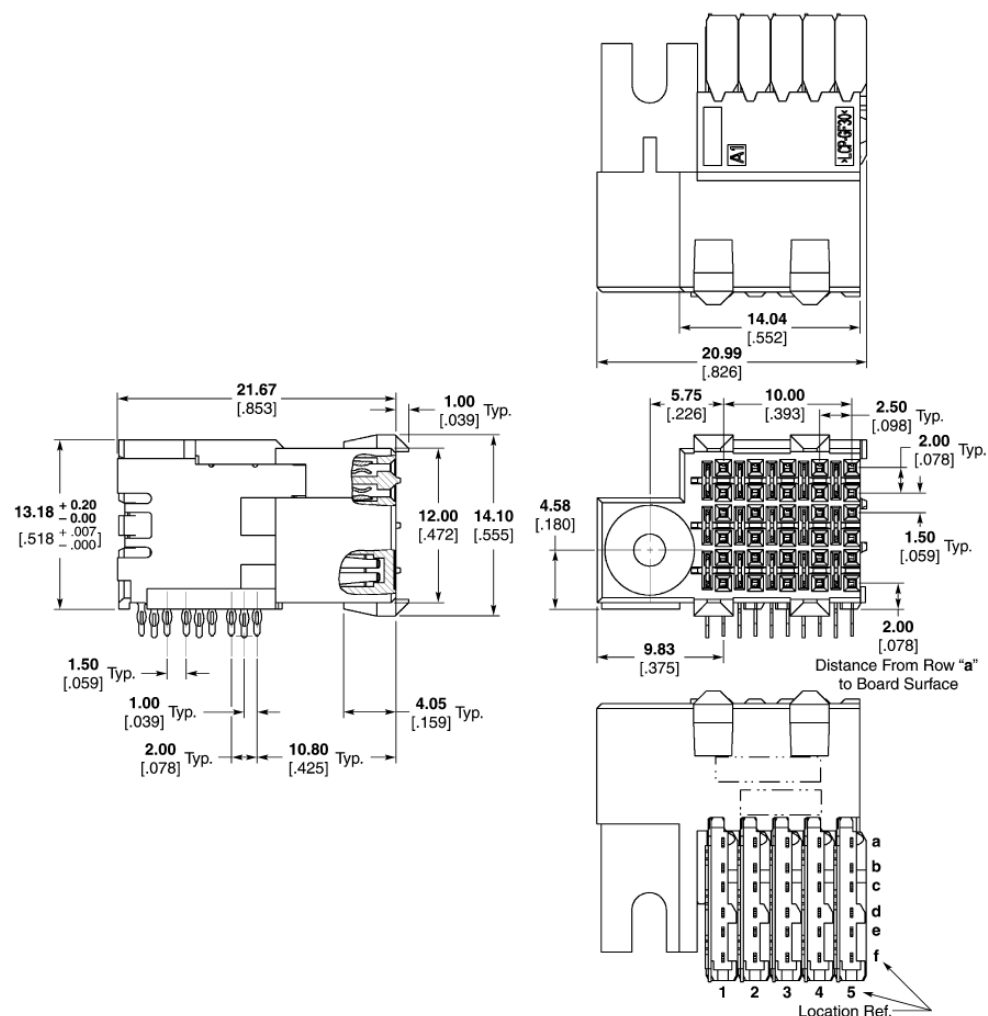 A1
>LCP-GF30<
14.04
[.552]
20.99
[.826]
21.67
[.853]
1.00
[.039] Typ.
13.18 + 0.20
− 0.00
[.518 + .007
− .000]
12.00
[.472]
14.10
[.555]
1.50
[.059] Typ.
1.00
[.039] Typ.
2.00
[.078] Typ.
10.80
[.425]
4.05
[.159] Typ.
5.75
[.226]
10.00
[.393]
2.50
[.098] Typ.
2.00
[.078] Typ.
4.58
[.180]
1.50
[.059] Typ.
9.83
[.375]
2.00
[.078]
Distance From Row “a”
to Board Surface
a
b
c
d
e
f
1 2 3 4 5
Location Ref.